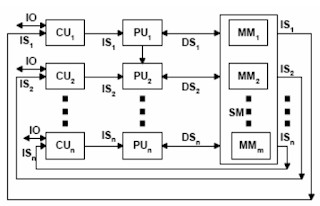 IO CU₁ IS₁ PU₁ DS₁ MM₁ IS₁
IS₁
IO CU₂ IS₂ PU₂ DS₂ MM₂ IS₂
IS₂
SM
IO CUₙ ISₙ PUₙ DSₙ MMₘ ISₙ
ISₙ